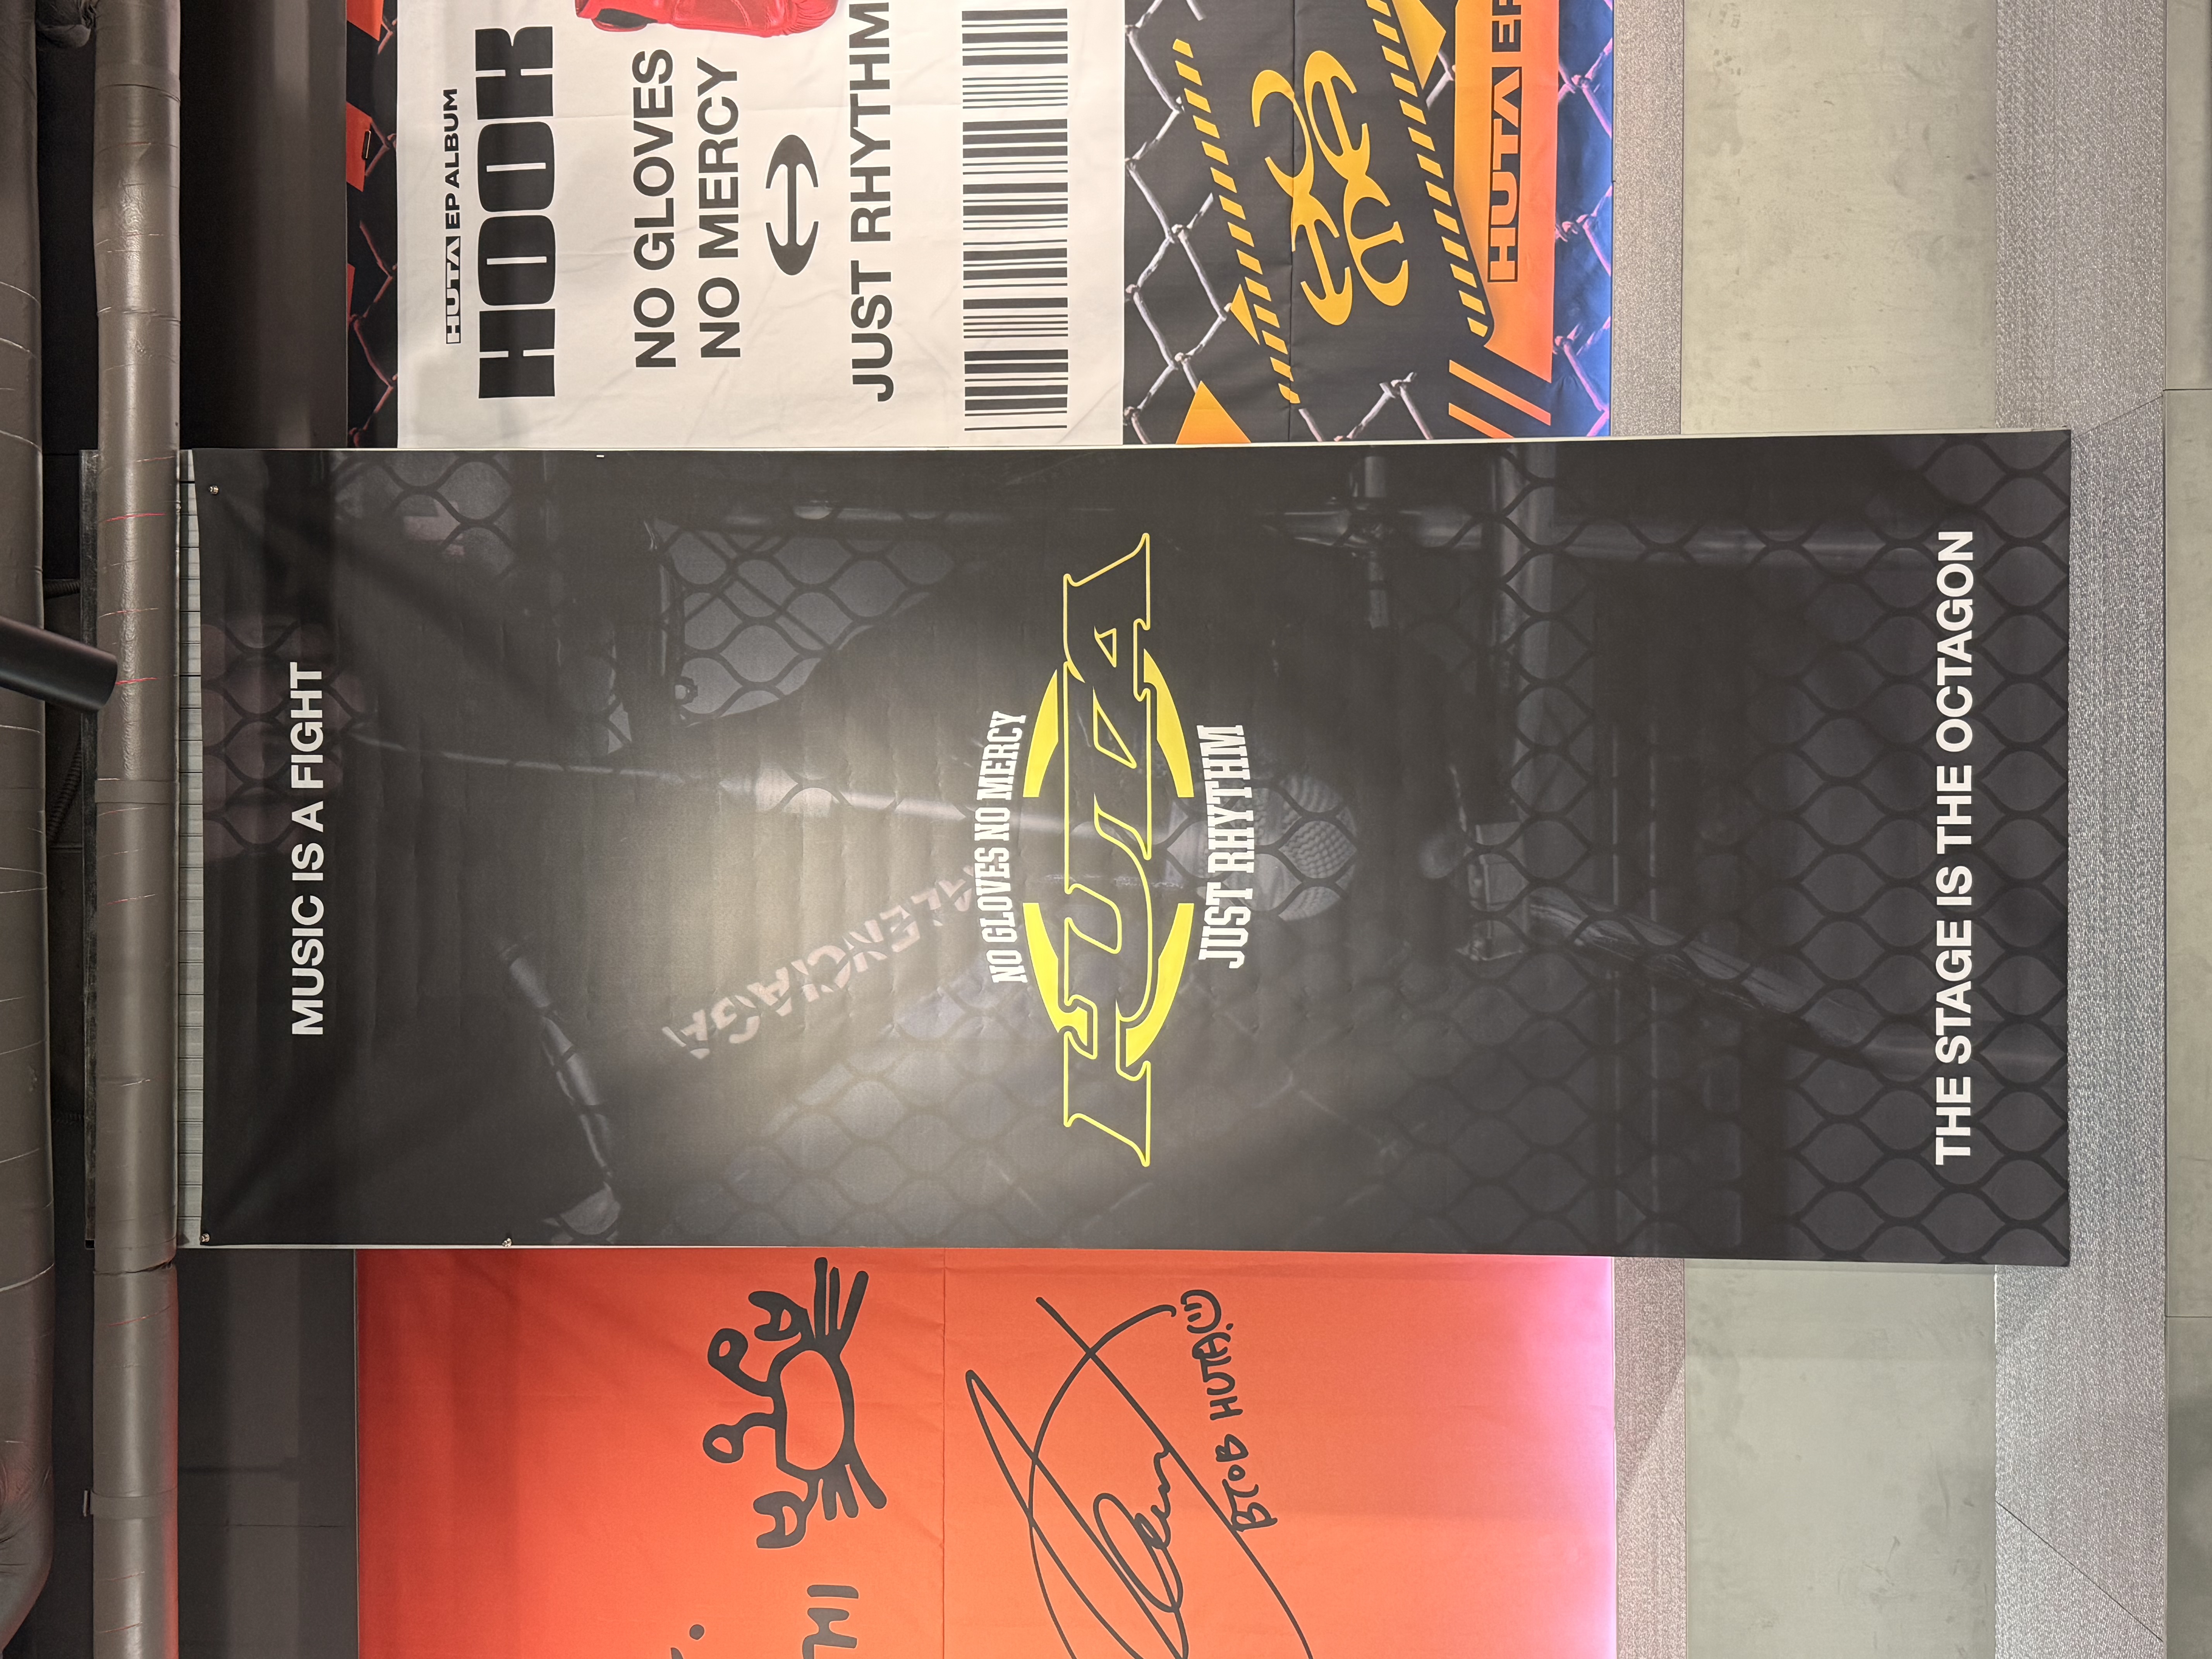 MUSIC IS A FIGHT
NO GLOVES NO MERCY
HUTA
JUST RHYTHM
THE STAGE IS THE OCTAGON
BALENCIAGA
HUTA EP ALBUM
HOOK
NO GLOVES
NO MERCY
JUST RHYTHM
HUTA EP
BTOB HUTA!